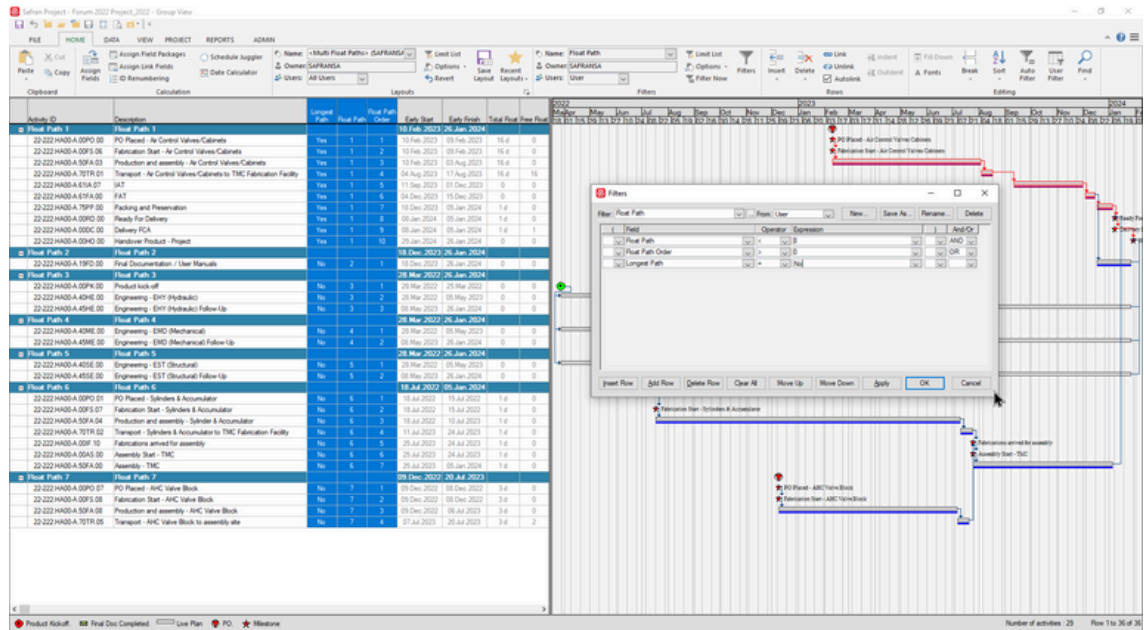 Safran Project - Forum-2022 Project_2022 - Group View
FILE HOME DATA VIEW PROJECT REPORTS ADMIN
Paste Cut Copy Assign Fields Assign Field Packages Assign Link Fields ID Renumbering Schedule Juggler Date Calculator
Name: <Multi Float Paths> (SAFRANSA Owner: SAFRANSA Users: All Users Limit List Options Revert Save Layout Recent Layouts
Name: Float Path Owner: SAFRANSA Users: User Limit List Options Filter Now Filters
Insert Delete Link Unlink Autolink Indent Outdent Fill Down Fonts Break Sort Auto Filter User Filter Find
Clipboard Calculation Layouts Filters Rows Editing
Activity ID Description Longest Path Float Path Float Path Order Early Start Early Finish Total Float Free Float
2022 2023 2024
May Jun Jul Aug Sep Oct Nov Dec Jan Feb Mar Apr May Jun Jul Aug Sep Oct Nov Dec Jan
Float Path 1 Float Path 1 10.Feb.2023 26.Jan.2024
22-222 HA00-A.00PO.00 PO Placed - Air Control Valves/Cabinets Yes 1 1 10.Feb.2023 09.Feb.2023 16 d 0
22-222 HA00-A.00FS.06 Fabrication Start - Air Control Valves/Cabinets Yes 1 2 10.Feb.2023 09.Feb.2023 16 d 0
22-222 HA00-A.50FA.03 Production and assembly - Air Control Valves/Cabinets Yes 1 3 10.Feb.2023 03.Aug.2023 16 d 0
22-222 HA00-A.70TR.01 Transport - Air Control Valves/Cabinets to TMC Fabrication Facility Yes 1 4 04.Aug.2023 17.Aug.2023 16 d 16
22-222 HA00-A.61IA.07 IAT Yes 1 5 11.Sep.2023 01.Dec.2023 0 0
22-222 HA00-A.61FA.00 FAT Yes 1 6 04.Dec.2023 15.Dec.2023 0 0
22-222 HA00-A.75PP.00 Packing and Preservation Yes 1 7 18.Dec.2023 05.Jan.2024 1 d 0
22-222 HA00-A.00RD.00 Ready For Delivery Yes 1 8 08.Jan.2024 05.Jan.2024 1 d 0
22-222 HA00-A.00DC.00 Delivery FCA Yes 1 9 08.Jan.2024 05.Jan.2024 1 d 1
22-222 HA00-A.00HO.00 Handover Product - Project Yes 1 10 29.Jan.2024 26.Jan.2024 0 0
Float Path 2 Float Path 2 18.Dec.2023 26.Jan.2024
22-222 HA00-A.19FD.00 Final Documentation / User Manuals No 2 1 18.Dec.2023 26.Jan.2024 0 0
Float Path 3 Float Path 3 28.Mar.2022 26.Jan.2024
22-222 HA00-A.00PK.00 Product kick-off No 3 1 28.Mar.2022 25.Mar.2022 0 0
22-222 HA00-A.40HE.00 Engineering - EHY (Hydraulic) No 3 2 28.Mar.2022 05.May.2023 0 0
22-222 HA00-A.45HE.00 Engineering - EHY (Hydraulic) Follow-Up No 3 3 08.May.2023 26.Jan.2024 0 0
Float Path 4 Float Path 4 28.Mar.2022 26.Jan.2024
22-222 HA00-A.40ME.00 Engineering - EMD (Mechanical) No 4 1 28.Mar.2022 05.May.2023 0 0
22-222 HA00-A.45ME.00 Engineering - EMD (Mechanical) Follow-Up No 4 2 08.May.2023 26.Jan.2024 0 0
Float Path 5 Float Path 5 28.Mar.2022 26.Jan.2024
22-222 HA00-A.40SE.00 Engineering - EST (Structural) No 5 1 28.Mar.2022 05.May.2023 0 0
22-222 HA00-A.45SE.00 Engineering - EST (Structural) Follow-Up No 5 2 08.May.2023 26.Jan.2024 0 0
Float Path 6 Float Path 6 18.Jul.2022 05.Jan.2024
22-222 HA00-A.00PO.01 PO Placed - Sylinders & Accumulator No 6 1 18.Jul.2022 15.Jul.2022 1 d 0
22-222 HA00-A.00FS.07 Fabrication Start - Sylinders & Accumulator No 6 2 18.Jul.2022 15.Jul.2022 1 d 0
22-222 HA00-A.50FA.04 Production and assembly - Sylinder & Accumulator No 6 3 18.Jul.2022 10.Jul.2023 1 d 0
22-222 HA00-A.70TR.02 Transport - Sylinders & Accumulator to TMC Fabrication Facility No 6 4 11.Jul.2023 24.Jul.2023 1 d 0
22-222 HA00-A.00IF.10 Fabrications arrived for assembly No 6 5 25.Jul.2023 24.Jul.2023 1 d 0
22-222 HA00-A.00AS.00 Assembly Start - TMC No 6 6 25.Jul.2023 24.Jul.2023 1 d 0
22-222 HA00-A.50FA.00 Assembly - TMC No 6 7 25.Jul.2023 05.Jan.2024 1 d 0
Float Path 7 Float Path 7 09.Dec.2022 20.Jul.2023
22-222 HA00-A.00PO.07 PO Placed - AHC Valve Block No 7 1 09.Dec.2022 08.Dec.2022 3 d 0
22-222 HA00-A.00FS.08 Fabrication Start - AHC Valve Block No 7 2 09.Dec.2022 08.Dec.2022 3 d 0
22-222 HA00-A.50FA.08 Production and assembly - AHC Valve Block No 7 3 09.Dec.2022 06.Jul.2023 3 d 0
22-222 HA00-A.70TR.05 Transport - AHC Valve Block to assembly site No 7 4 07.Jul.2023 20.Jul.2023 3 d 2
PO Placed - Air Control Valves/Cabinets
Fabrication Start - Air Control Valves/Cabinets
Filters
Filter: Float Path ... From: User New... Save As... Rename... Delete
( Field Operator Expression ) And/Or
Float Path < 8 AND
Float Path Order > 0 OR
Longest Path = No
Insert Row Add Row Delete Row Clear All Move Up Move Down Apply OK Cancel
Fabrication Start - Sylinders & Accumulator
Fabrications arrived for assembly
Assembly Start - TMC
PO Placed - AHC Valve Block
Fabrication Start - AHC Valve Block
Product Kickoff. Final Doc Completed. Live Plan PO. Milestone
Number of activities : 29 Row 1 to 36 of 36